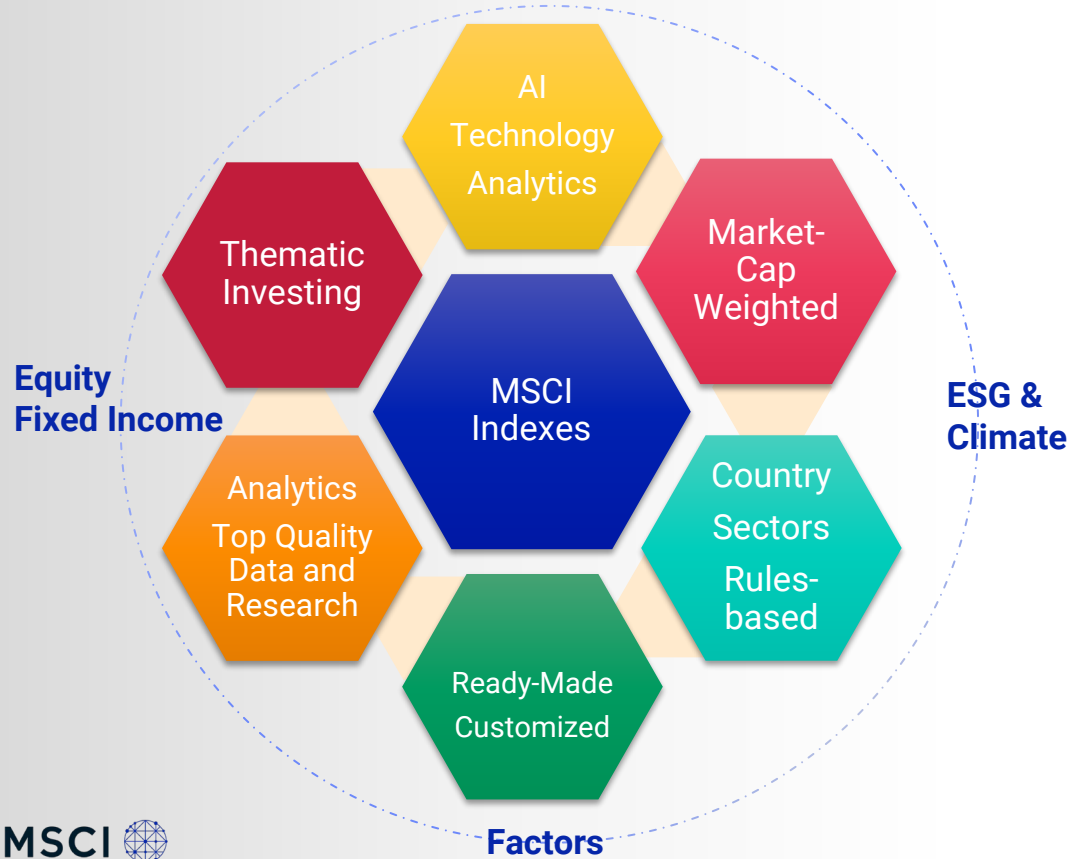 AI
Technology
Analytics
Thematic
Investing
Market-
Cap
Weighted
MSCI
Indexes
Equity
Fixed Income
ESG &
Climate
Analytics
Top Quality
Data and
Research
Country
Sectors
Rules-
based
Ready-Made
Customized
MSCI
Factors